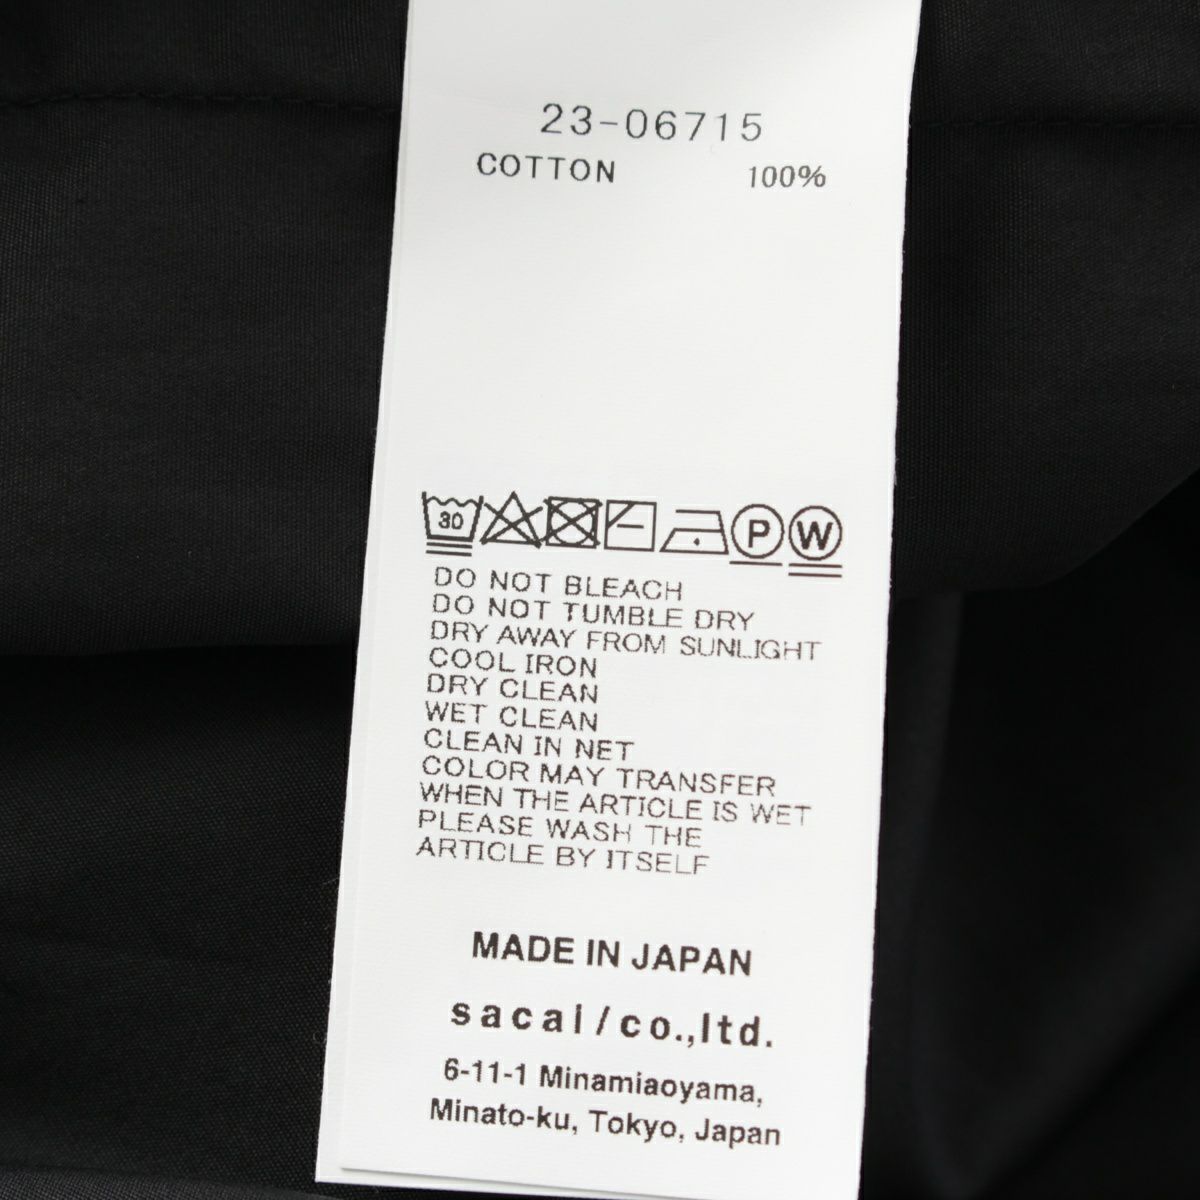 23-06715
COTTON 100%
30 P W
DO NOT BLEACH
DO NOT TUMBLE DRY
DRY AWAY FROM SUNLIGHT
COOL IRON
DRY CLEAN
WET CLEAN
CLEAN IN NET
COLOR MAY TRANSFER
WHEN THE ARTICLE IS WET
PLEASE WASH THE
ARTICLE BY ITSELF
MADE IN JAPAN
sacai/co.,ltd.
6-11-1 Minamiaoyama,
Minato-ku, Tokyo, Japan